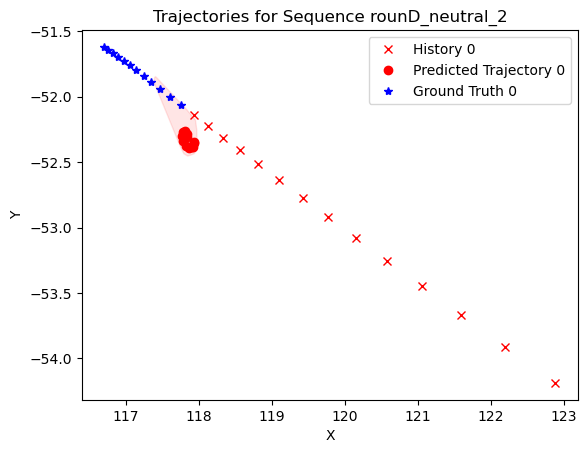 Trajectories for Sequence rounD_neutral_2
History 0
Predicted Trajectory 0
Ground Truth 0
−51.5
−52.0
−52.5
−53.0
−53.5
−54.0
Y
117 118 119 120 121 122 123
X